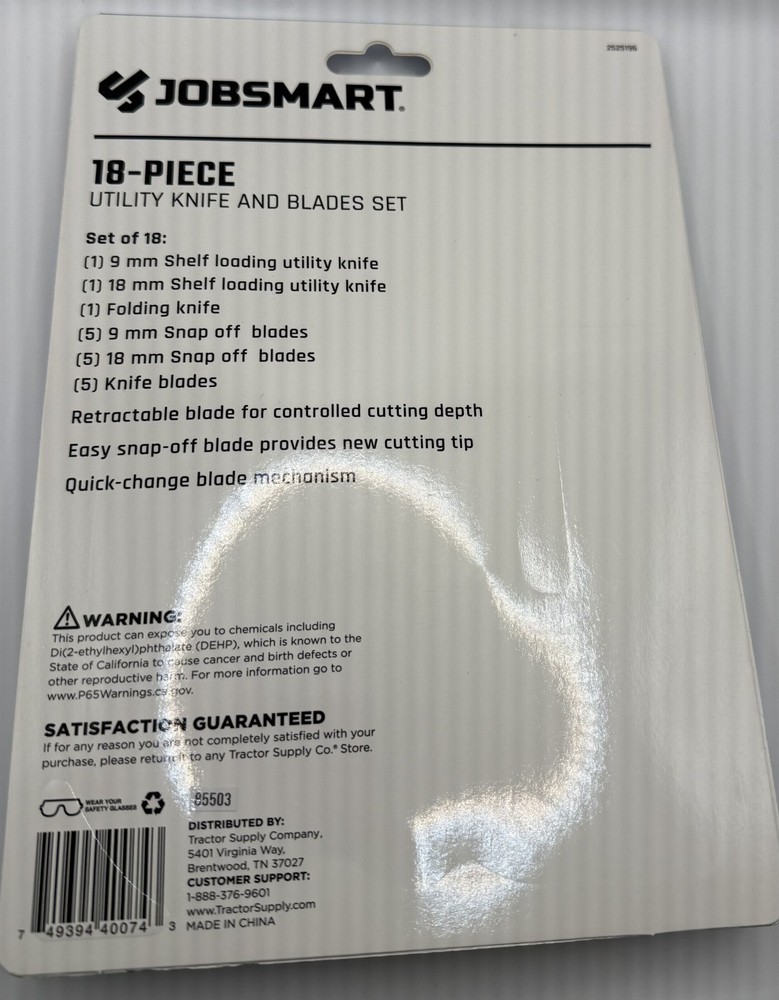 2525196
JOBSMART®
18-PIECE
UTILITY KNIFE AND BLADES SET
Set of 18:
(1) 9 mm Shelf loading utility knife
(1) 18 mm Shelf loading utility knife
(1) Folding knife
(5) 9 mm Snap off blades
(5) 18 mm Snap off blades
(5) Knife blades
Retractable blade for controlled cutting depth
Easy snap-off blade provides new cutting tip
Quick-change blade mechanism
WARNING:
This product can expose you to chemicals including
Di(2-ethylhexyl)phthalate (DEHP), which is known to the
State of California to cause cancer and birth defects or
other reproductive harm. For more information go to
www.P65Warnings.ca.gov.
SATISFACTION GUARANTEED
If for any reason you are not completely satisfied with your
purchase, please return it to any Tractor Supply Co.® Store.
WEAR YOUR
SAFETY GLASSES
85503
DISTRIBUTED BY:
Tractor Supply Company,
5401 Virginia Way,
Brentwood, TN 37027
CUSTOMER SUPPORT:
1-888-376-9601
www.TractorSupply.com
MADE IN CHINA
7 49394 40074 3